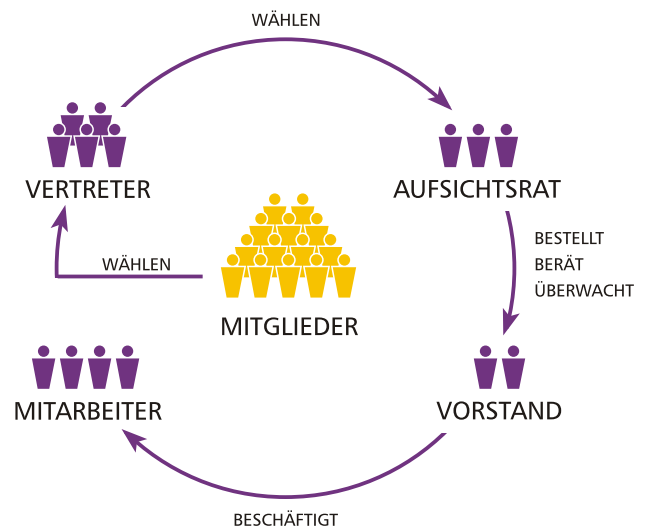 WÄHLEN
VERTRETER
AUFSICHTSRAT
BESTELLT
BERÄT
ÜBERWACHT
WÄHLEN
MITGLIEDER
MITARBEITER
VORSTAND
BESCHÄFTIGT